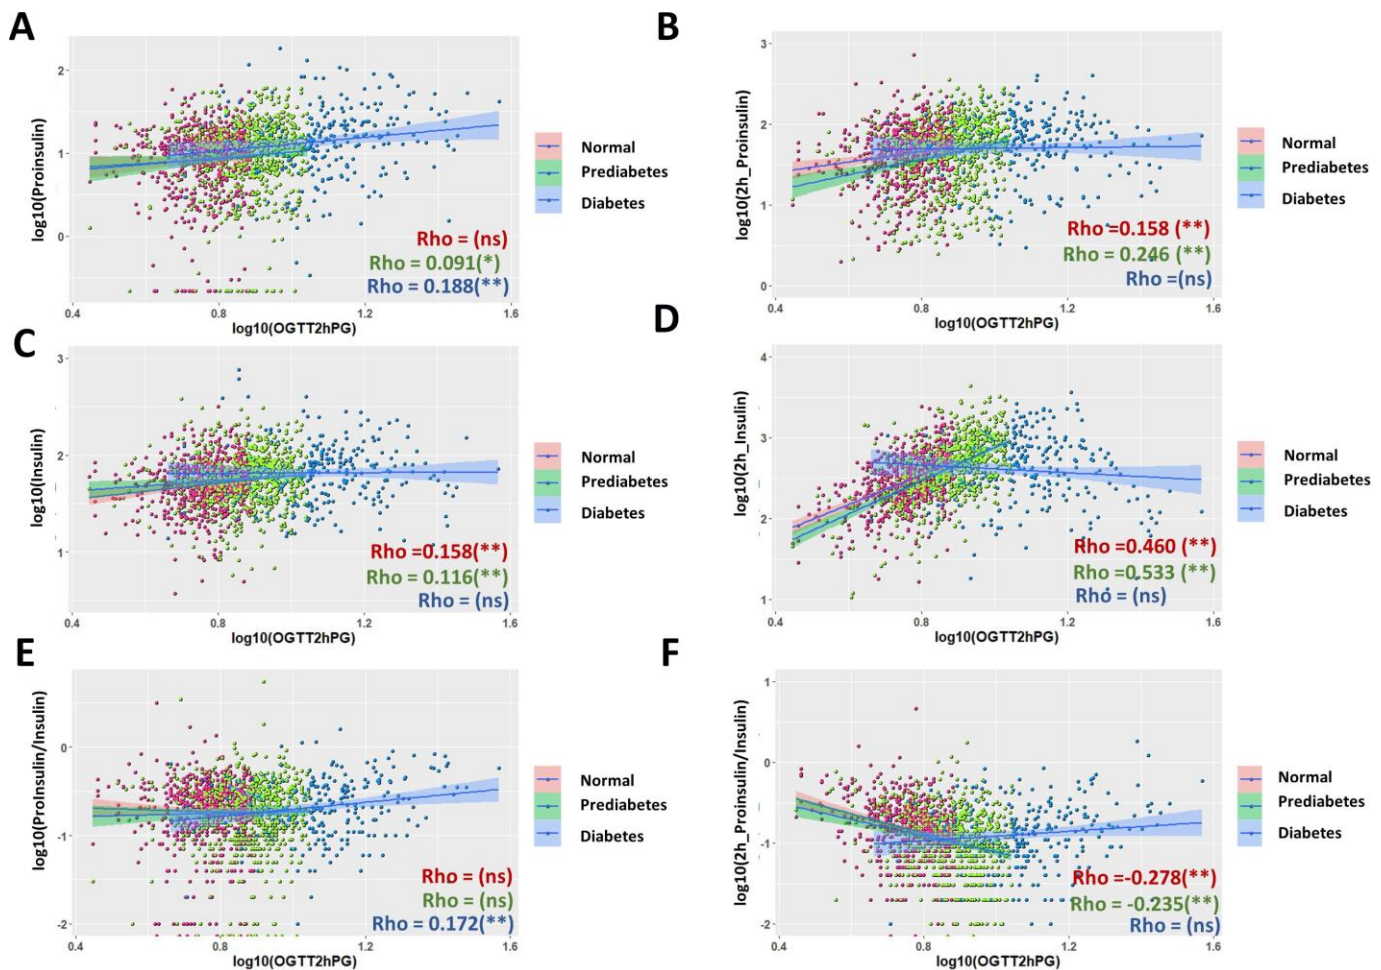 A
log10(Proinsulin)
2
1
0
Normal
Prediabetes
Diabetes
Rho = (ns)
Rho = 0.091(*)
Rho = 0.188(**)
0.4 0.8 1.2 1.6
log10(OGTT2hPG)
B
log10(2h_Proinsulin)
3
2
1
0
Normal
Prediabetes
Diabetes
Rho =0.158 (**)
Rho = 0.246 (**)
Rho =(ns)
0.4 0.8 1.2 1.6
log10(OGTT2hPG)
C
log10(Insulin)
3
2
1
Normal
Prediabetes
Diabetes
Rho =0.158(**)
Rho = 0.116(**)
Rho = (ns)
0.4 0.8 1.2 1.6
log10(OGTT2hPG)
D
log10(2h_Insulin)
4
3
2
1
Normal
Prediabetes
Diabetes
Rho =0.460 (**)
Rho =0.533 (**)
Rho = (ns)
0.4 0.8 1.2 1.6
log10(OGTT2hPG)
E
log10(ProInsulin/Insulin)
0
-1
-2
Normal
Prediabetes
Diabetes
Rho = (ns)
Rho = (ns)
Rho = 0.172(**)
0.4 0.8 1.2 1.6
log10(OGTT2hPG)
F
log10(2h_Proinsulin/Insulin)
1
0
-1
-2
Normal
Prediabetes
Diabetes
Rho =-0.278(**)
Rho = -0.235(**)
Rho = (ns)
0.4 0.8 1.2 1.6
log10(OGTT2hPG)